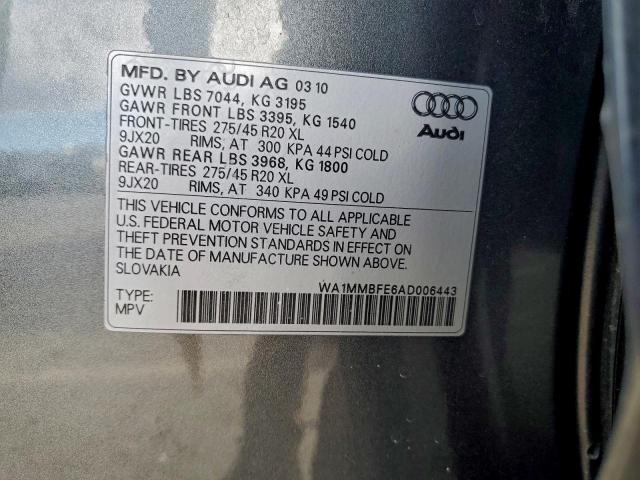 MFD. BY AUDI AG 03 10
GVWR LBS 7044, KG 3195
GAWR FRONT LBS 3395, KG 1540
FRONT-TIRES 275/45 R20 XL
9JX20 RIMS, AT 300 KPA 44 PSI COLD
GAWR REAR LBS 3968, KG 1800
REAR-TIRES 275/45 R20 XL
9JX20 RIMS, AT 340 KPA 49 PSI COLD
Audi
THIS VEHICLE CONFORMS TO ALL APPLICABLE
U.S. FEDERAL MOTOR VEHICLE SAFETY AND
THEFT PREVENTION STANDARDS IN EFFECT ON
THE DATE OF MANUFACTURE SHOWN ABOVE.
SLOVAKIA
WA1MMBFE6AD006443
TYPE:
MPV